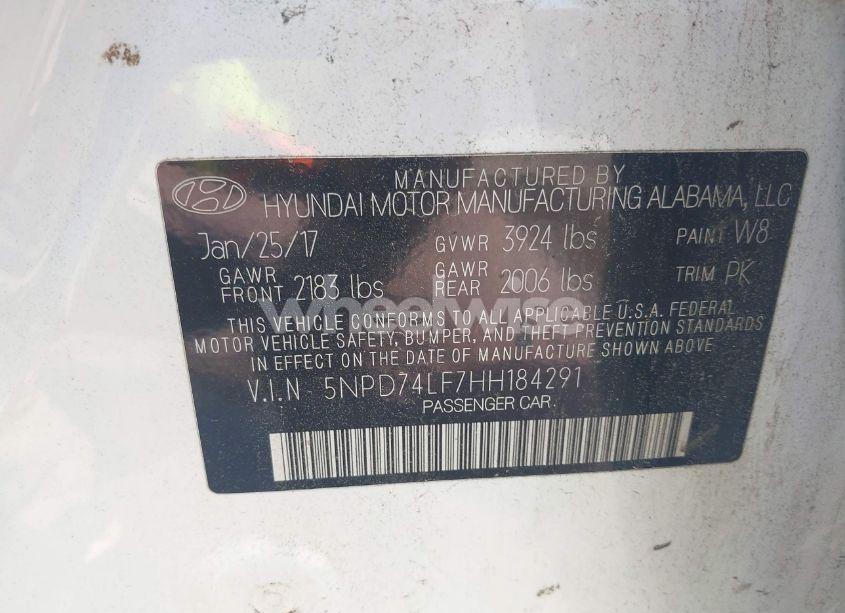 MANUFACTURED BY
HYUNDAI MOTOR MANUFACTURING ALABAMA, LLC
Jan/25/17 GVWR 3924 lbs PAINT W8
GAWR FRONT 2183 lbs GAWR REAR 2006 lbs TRIM PK
wheelwise
THIS VEHICLE CONFORMS TO ALL APPLICABLE U.S.A. FEDERAL
MOTOR VEHICLE SAFETY, BUMPER, AND THEFT PREVENTION STANDARDS
IN EFFECT ON THE DATE OF MANUFACTURE SHOWN ABOVE.
V.I.N 5NPD74LF7HH184291
PASSENGER CAR